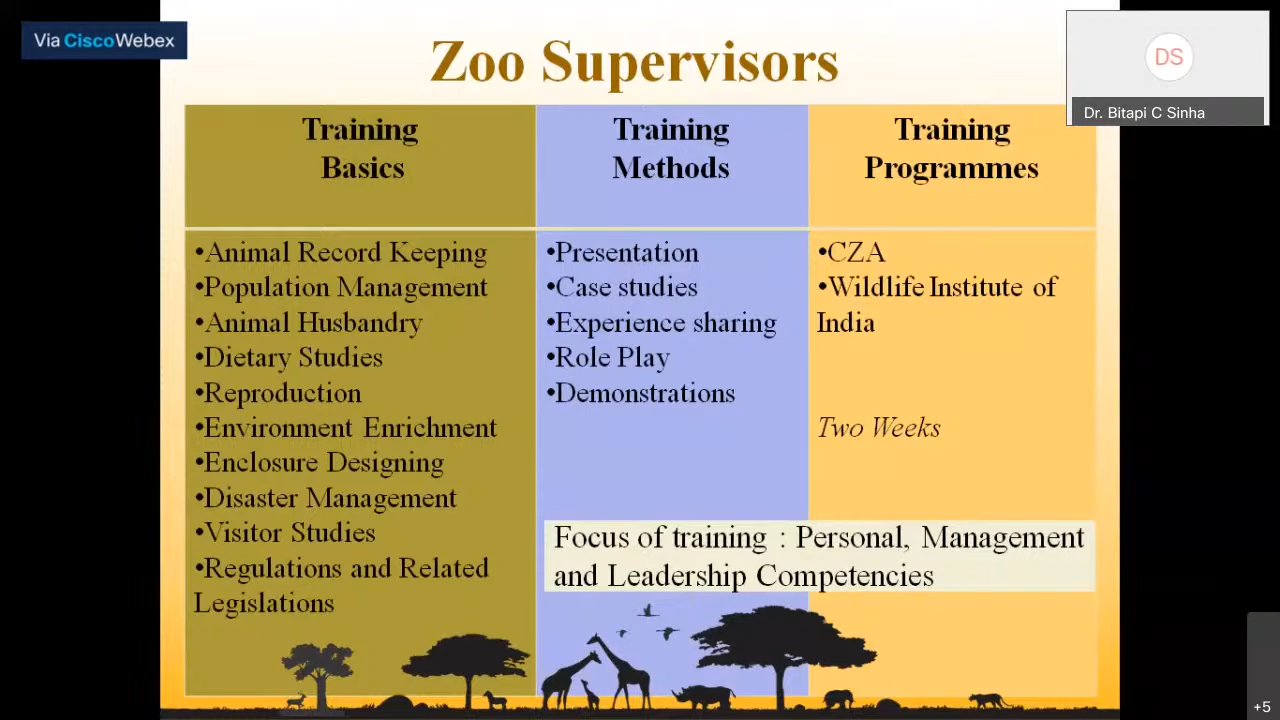 Via CiscoWebex
Zoo Supervisors
DS
Dr. Bitapi C Sinha
Training
Basics
Training
Methods
Training
Programmes
•Animal Record Keeping
•Population Management
•Animal Husbandry
•Dietary Studies
•Reproduction
•Environment Enrichment
•Enclosure Designing
•Disaster Management
•Visitor Studies
•Regulations and Related
Legislations
•Presentation
•Case studies
•Experience sharing
•Role Play
•Demonstrations
•CZA
•Wildlife Institute of
India
Two Weeks
Focus of training : Personal, Management
and Leadership Competencies
+5